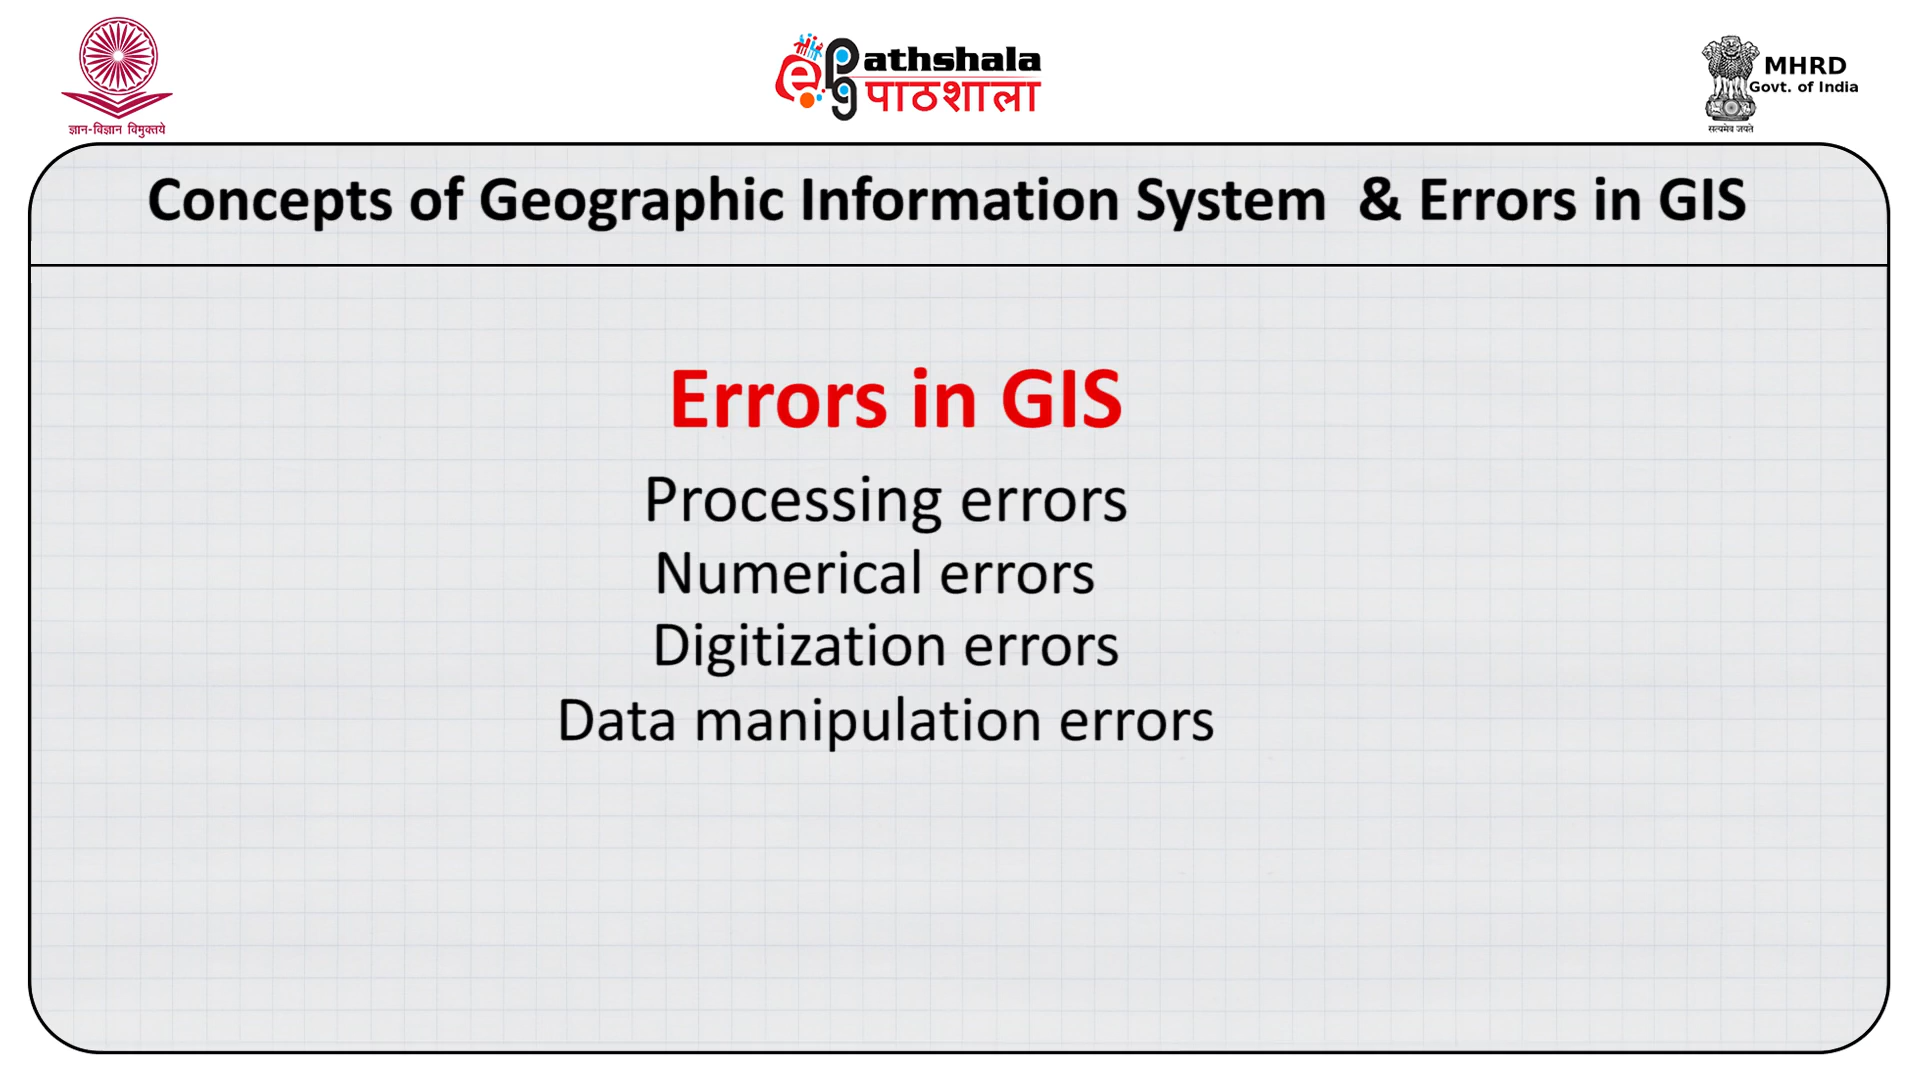 ज्ञान-विज्ञान विमुक्तये
e-PG Pathshala
पाठशाला
MHRD
Govt. of India
सत्यमेव जयते
Concepts of Geographic Information System & Errors in GIS
Errors in GIS
Processing errors
Numerical errors
Digitization errors
Data manipulation errors